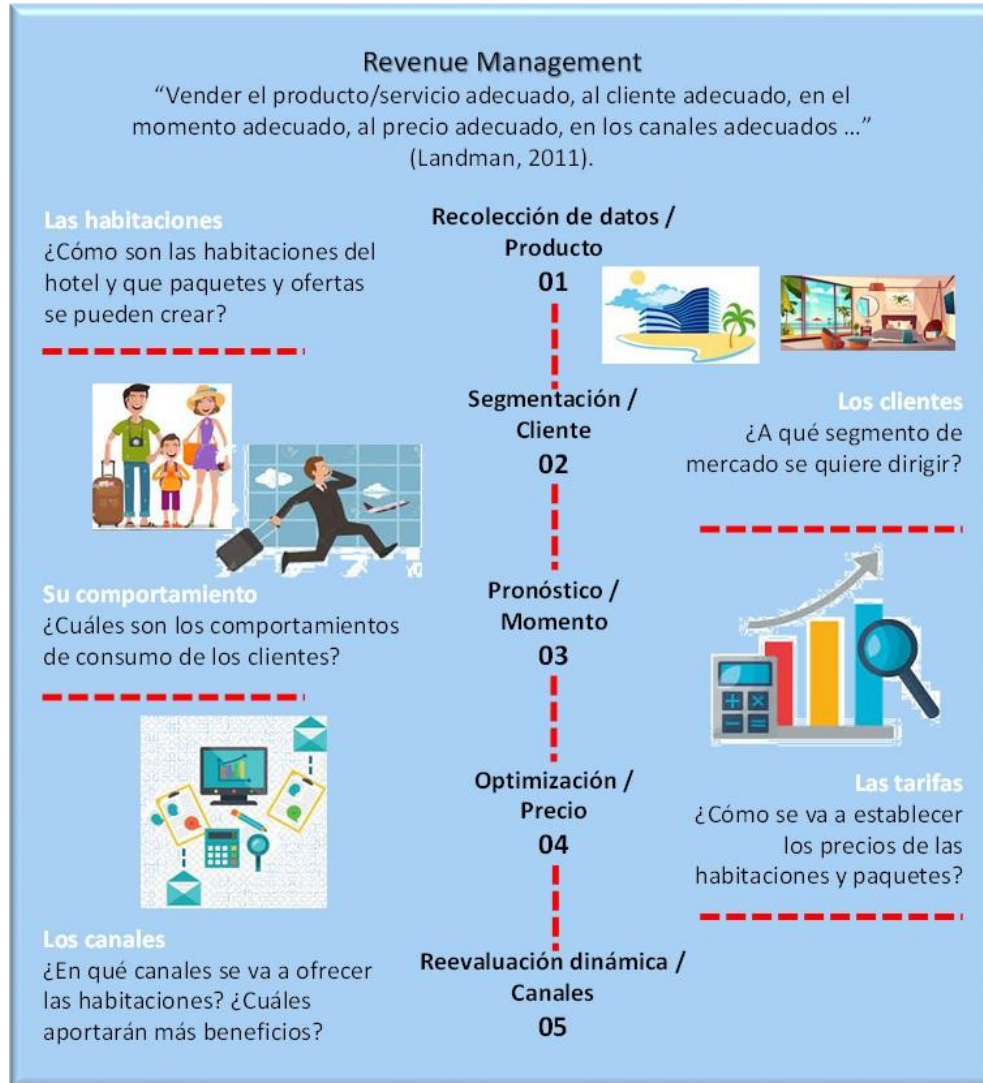 Revenue Management
“Vender el producto/servicio adecuado, al cliente adecuado, en el
momento adecuado, al precio adecuado, en los canales adecuados ...”
(Landman, 2011).
Recolección de datos /
Producto
01
Las habitaciones
¿Cómo son las habitaciones del
hotel y que paquetes y ofertas
se pueden crear?
Segmentación /
Cliente
02
Los clientes
¿A qué segmento de
mercado se quiere dirigir?
Pronóstico /
Momento
03
Su comportamiento
¿Cuáles son los comportamientos
de consumo de los clientes?
Optimización /
Precio
04
Las tarifas
¿Cómo se va a establecer
los precios de las
habitaciones y paquetes?
Reevaluación dinámica /
Canales
05
Los canales
¿En qué canales se va a ofrecer
las habitaciones? ¿Cuáles
aportarán más beneficios?